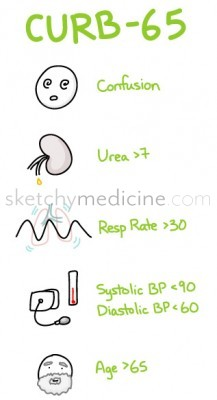 CURB-65
Confusion
Urea >7
sketchymedicine.com
Resp Rate >30
Systolic BP <90
Diastolic BP <60
Age >65